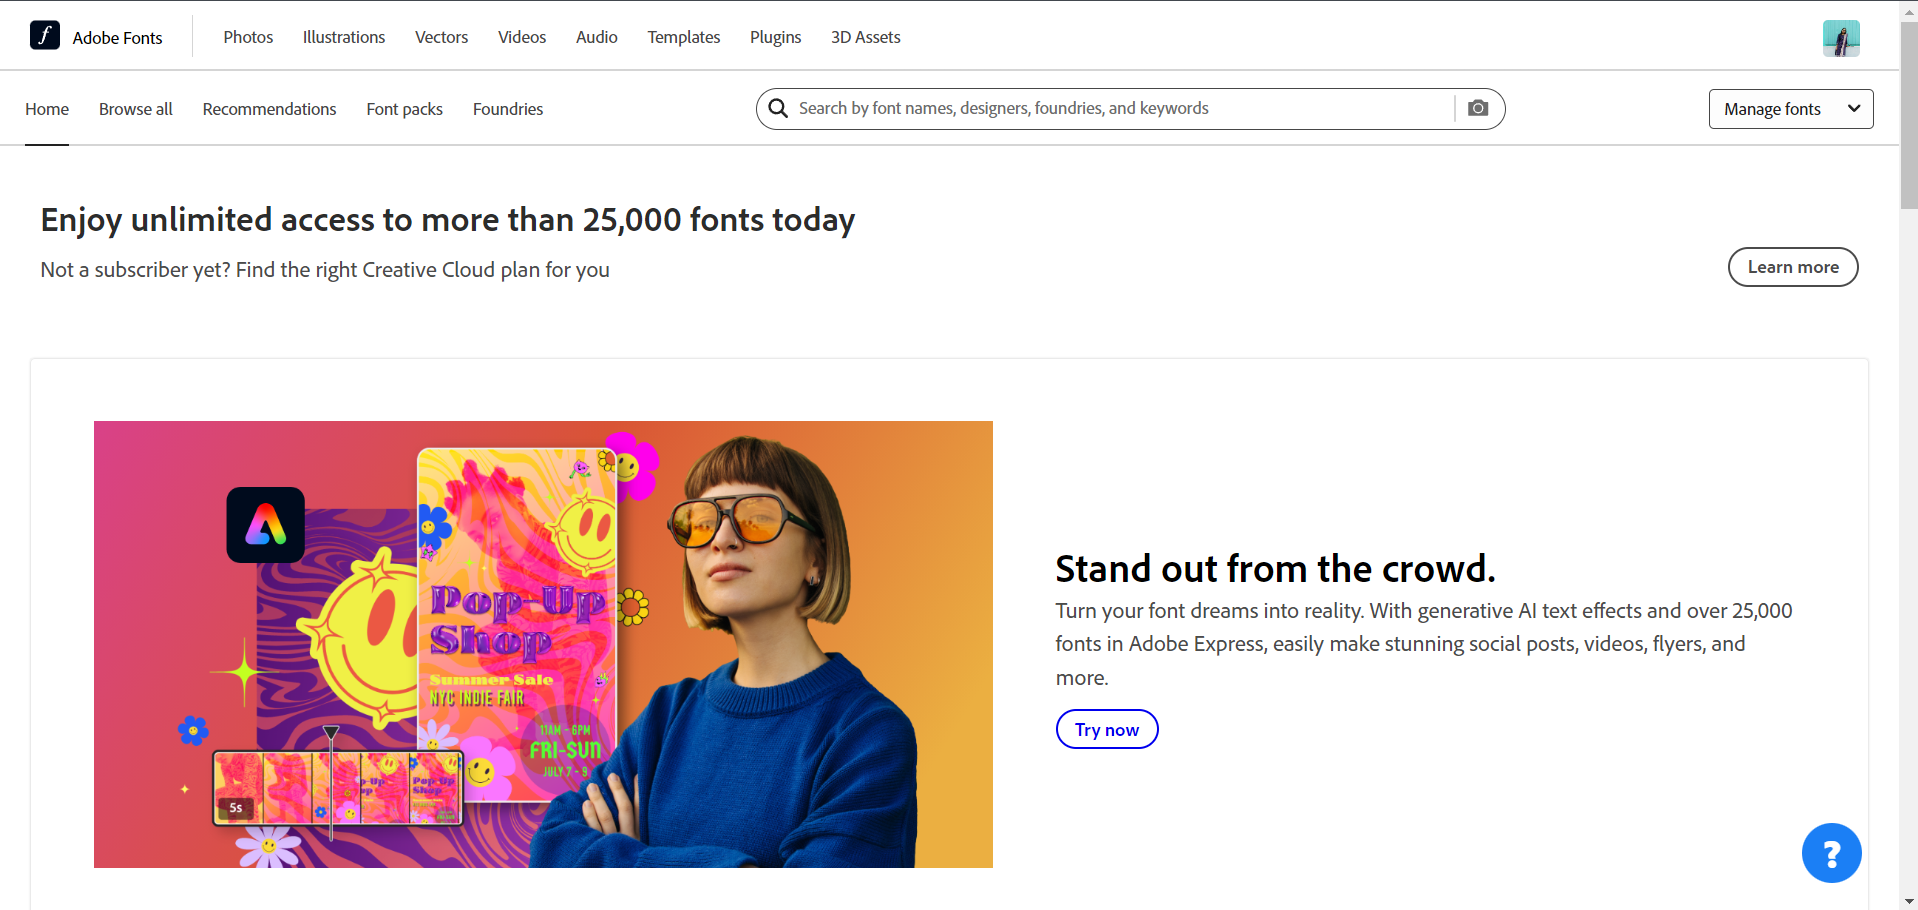 Adobe Fonts
Photos
Illustrations
Vectors
Videos
Audio
Templates
Plugins
3D Assets
Home
Browse all
Recommendations
Font packs
Foundries
Search by font names, designers, foundries, and keywords
Manage fonts
Enjoy unlimited access to more than 25,000 fonts today
Not a subscriber yet? Find the right Creative Cloud plan for you
Learn more
Pop-Up
Shop
Summer Sale
NYC INDIE FAIR
11AM - 6PM
FRI-SUN
JULY 7 - 9
5s
Pop-Up
Shop
Stand out from the crowd.
Turn your font dreams into reality. With generative AI text effects and over 25,000
fonts in Adobe Express, easily make stunning social posts, videos, flyers, and
more.
Try now
?